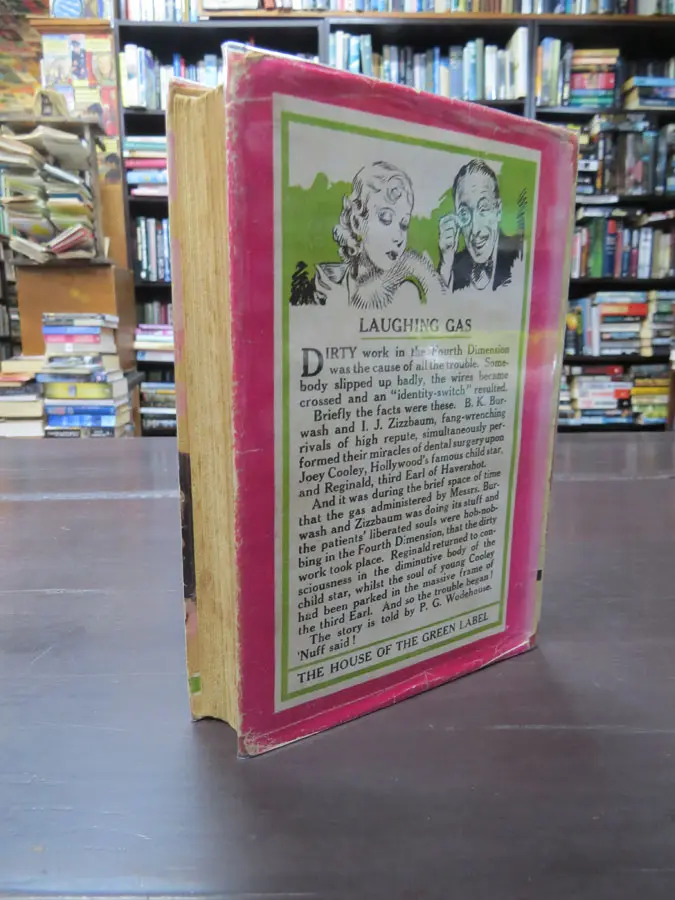 LAUGHING GAS
DIRTY work in the Fourth Dimension
was the cause of all the trouble. Some-
body slipped up badly, the wires became
crossed and an "identity-switch" resulted.
Briefly the facts were these. B. K. Bur-
wash and I. J. Zizzbaum, fang-wrenching
rivals of high repute, simultaneously per-
formed their miracles of dental surgery upon
Joey Cooley, Hollywood's famous child star,
and Reginald, third Earl of Havershot.
And it was during the brief space of time
that the gas administered by Messrs. Bur-
wash and Zizzbaum was doing its stuff and
the patients' liberated souls were hob-nob-
bing in the Fourth Dimension, that the dirty
work took place. Reginald returned to con-
sciousness in the diminutive body of the
child star, whilst the soul of young Cooley
had been parked in the massive frame of
the third Earl. And so the trouble began!
The story is told by P. G. Wodehouse.
'Nuff said!
THE HOUSE OF THE GREEN LABEL